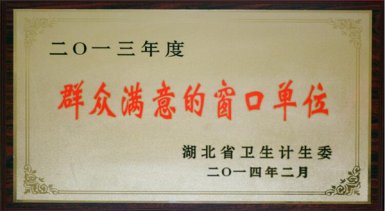 二〇一三年度
群众满意的窗口单位
湖北省卫生计生委
二〇一四年二月